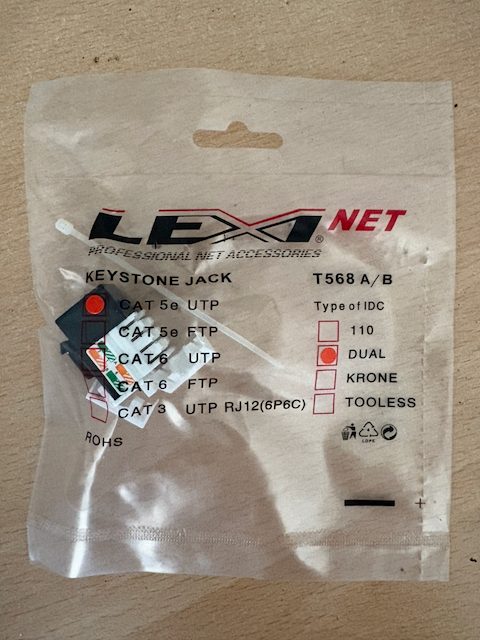 LEXI® NET
PROFESSIONAL NET ACCESSORIES
KEYSTONE JACK
T568 A/B
CAT 5e UTP
CAT 5e FTP
CAT 6 UTP
CAT 6 FTP
CAT 3 UTP RJ12(6P6C)
ROHS
Type of IDC
110
DUAL
KRONE
TOOLESS
LDPE